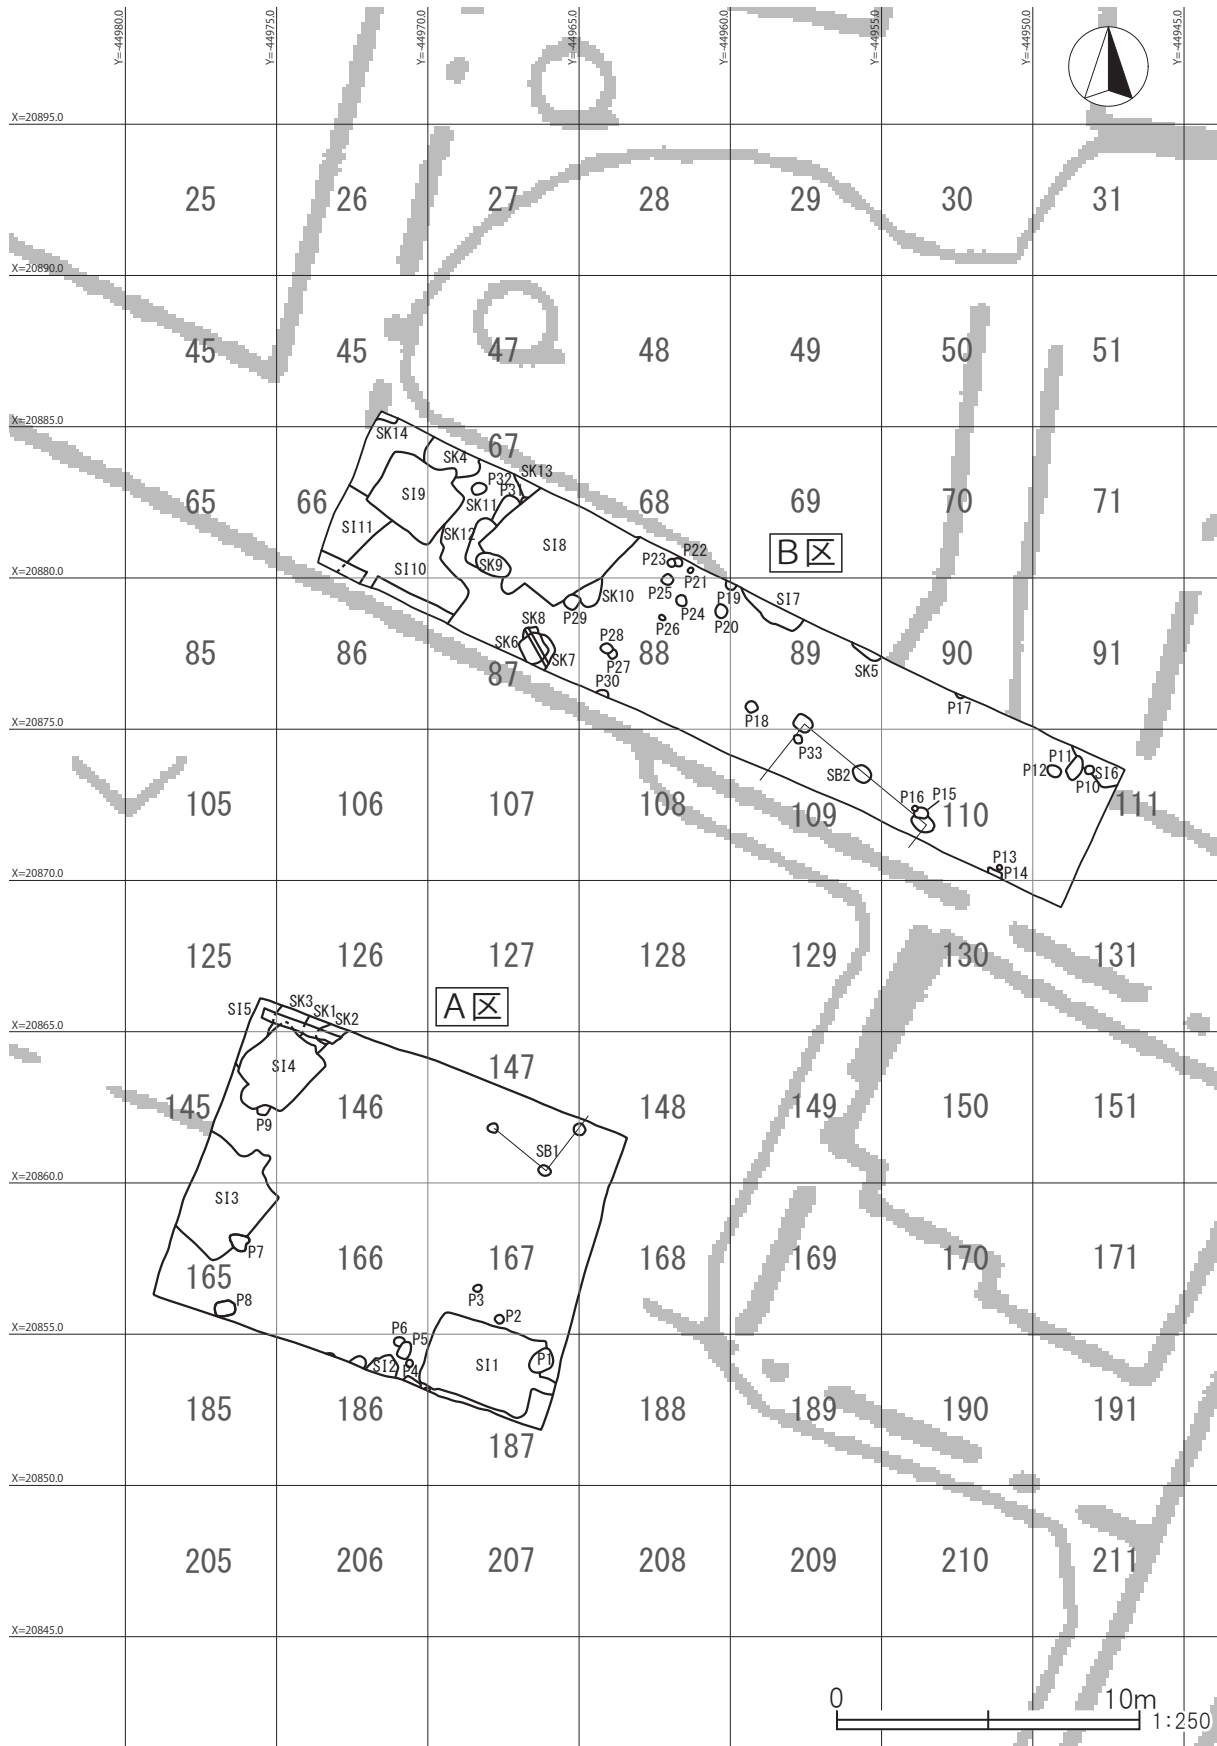 Y=-44980.0
Y=-44975.0
Y=-44970.0
Y=-44965.0
Y=-44960.0
Y=-44955.0
Y=-44950.0
Y=-44945.0
X=20895.0
25 26 27 28 29 30 31
X=20890.0
45 45 47 48 49 50 51
X=20885.0
SK14
67
SK4
SK13
P32
P31
65 66 68 69 70 71
SI9
SK11
SI11
SK12
SI8
B区
P22
P23
SI10
SK9
X=20880.0
P21
P25
SK10
P19
SI7
P24
P29
P26
P20
SK8
SK6
85 86 87 88 89 90 91
P28
SK7
P27
SK5
P30
P17
P18
X=20875.0
P33
P11
SB2
P12
SI6
P10
P16
P15
105 106 107 108 109 110 111
P13
P14
X=20870.0
125 126 127 128 129 130 131
A区
SK3
SI5
SK1
SK2
X=20865.0
SI4
147
145 146 148 149 150 151
P9
SB1
X=20860.0
SI3
P7
165 166 167 168 169 170 171
P8
P3
P2
X=20855.0
P6
P5
P1
SI2
P4
SI1
185 186 187 188 189 190 191
X=20850.0
205 206 207 208 209 210 211
X=20845.0
0 10m
1:250